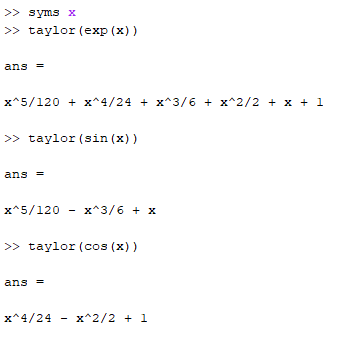 >> syms x
>> taylor(exp(x))
ans =
x^5/120 + x^4/24 + x^3/6 + x^2/2 + x + 1
>> taylor(sin(x))
ans =
x^5/120 - x^3/6 + x
>> taylor(cos(x))
ans =
x^4/24 - x^2/2 + 1